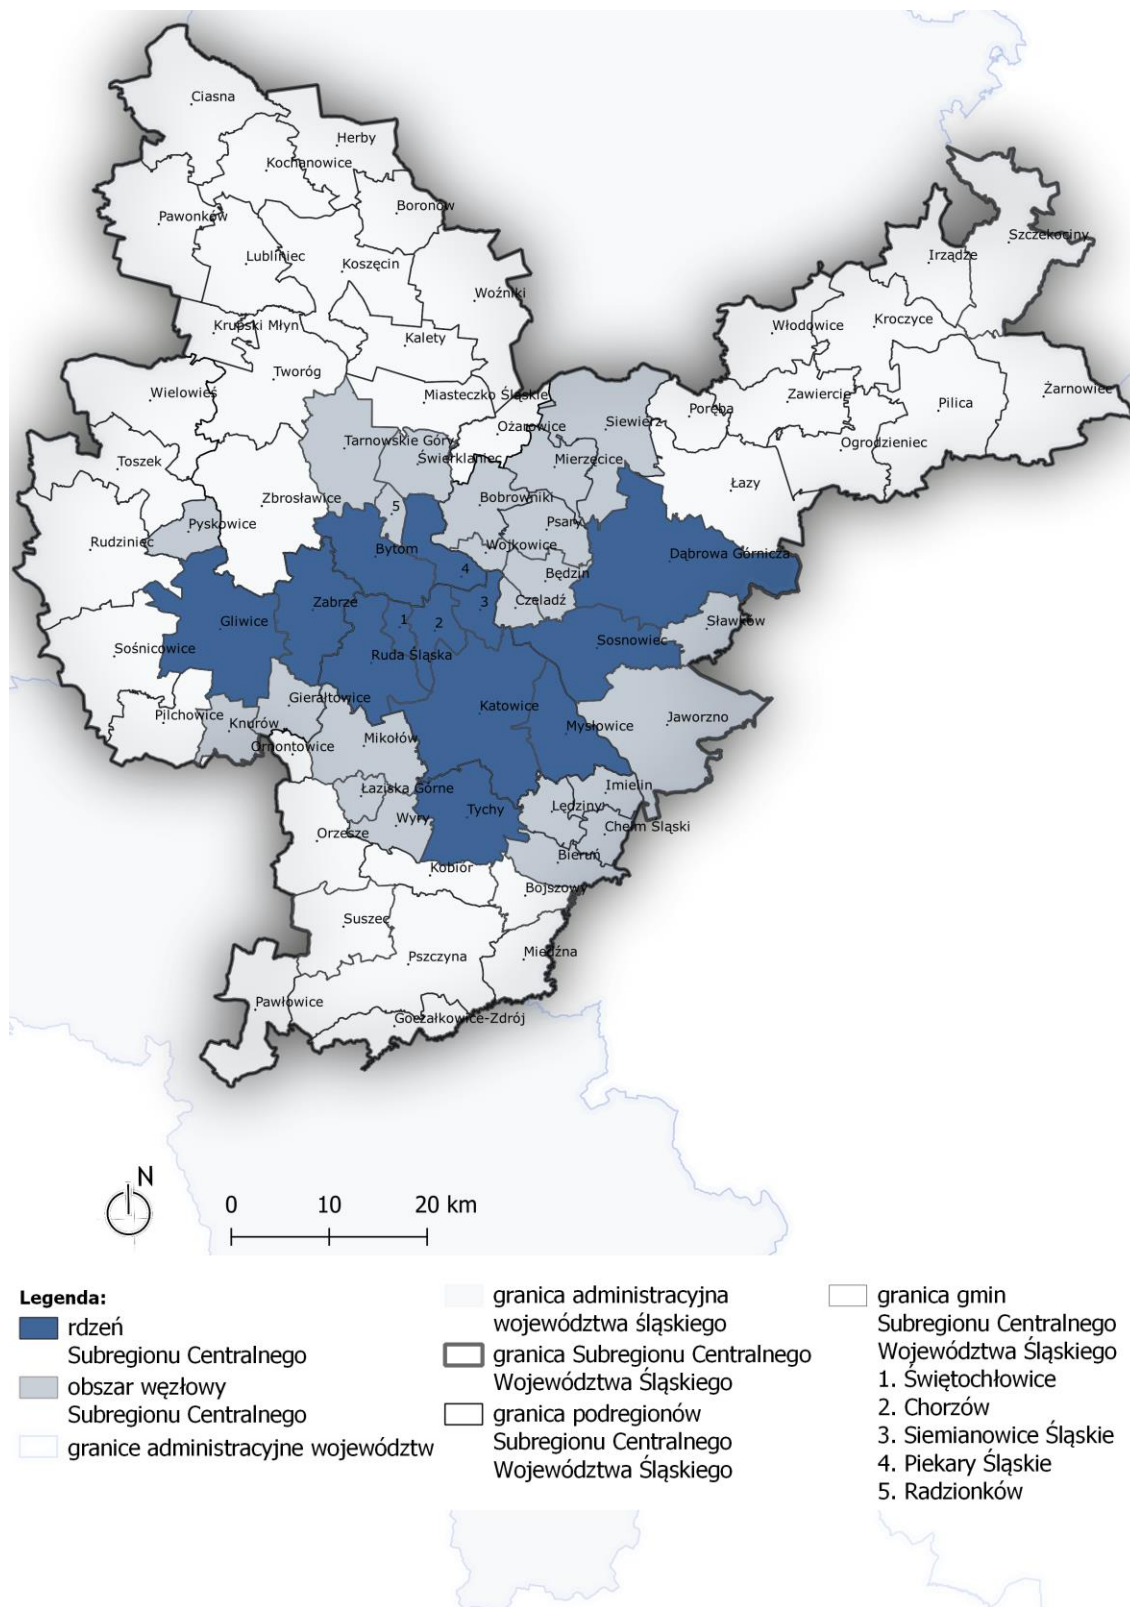 Ciasna
Herby
Kochanowice
Boronów
Pawonków
Szczekociny
Lubliniec
Koszęcin
Irządze
Woźniki
Krupski Młyn
Włodowice
Kroczyce
Kalety
Tworóg
Wielowieś
Miasteczko Śląskie
Zawiercie
Żarnowiec
Poręba
Pilica
Ożarowice
Siewierz
Tarnowskie Góry
Ogrodzieniec
Toszek
Świerklaniec
Mierzęcice
Zbrosławice
Bobrowniki
Łazy
5
Pyskowice
Psary
Rudziniec
Bytom
Wojkowice
Dąbrowa Górnicza
4
Będzin
Zabrze
3
Czeladź
Gliwice
1
2
Sławków
Sośnicowice
Ruda Śląska
Sosnowiec
Gierałtowice
Katowice
Pilchowice
Knurów
Mysłowice
Jaworzno
Ornontowice
Mikołów
Łaziska Górne
Imielin
Wyry
Tychy
Lędziny
Chełm Śląski
Orzesze
Bieruń
Kobiór
Bojszowy
Suszec
Pszczyna
Miedźna
Pawłowice
Goczałkowice-Zdrój
N
0 10 20 km
Legenda:
rdzeń
Subregionu Centralnego
obszar węzłowy
Subregionu Centralnego
granice administracyjne województw
granica administracyjna
województwa śląskiego
granica Subregionu Centralnego
Województwa Śląskiego
granica podregionów
Subregionu Centralnego
Województwa Śląskiego
granica gmin
Subregionu Centralnego
Województwa Śląskiego
1. Świętochłowice
2. Chorzów
3. Siemianowice Śląskie
4. Piekary Śląskie
5. Radzionków